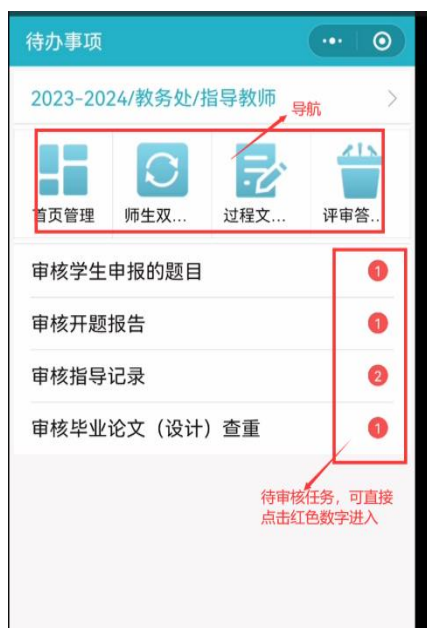 待办事项
2023-2024/教务处/指导教师
导航
首页管理
师生双...
过程文...
评审答...
审核学生申报的题目
1
审核开题报告
1
审核指导记录
2
审核毕业论文（设计）查重
1
待审核任务，可直接
点击红色数字进入